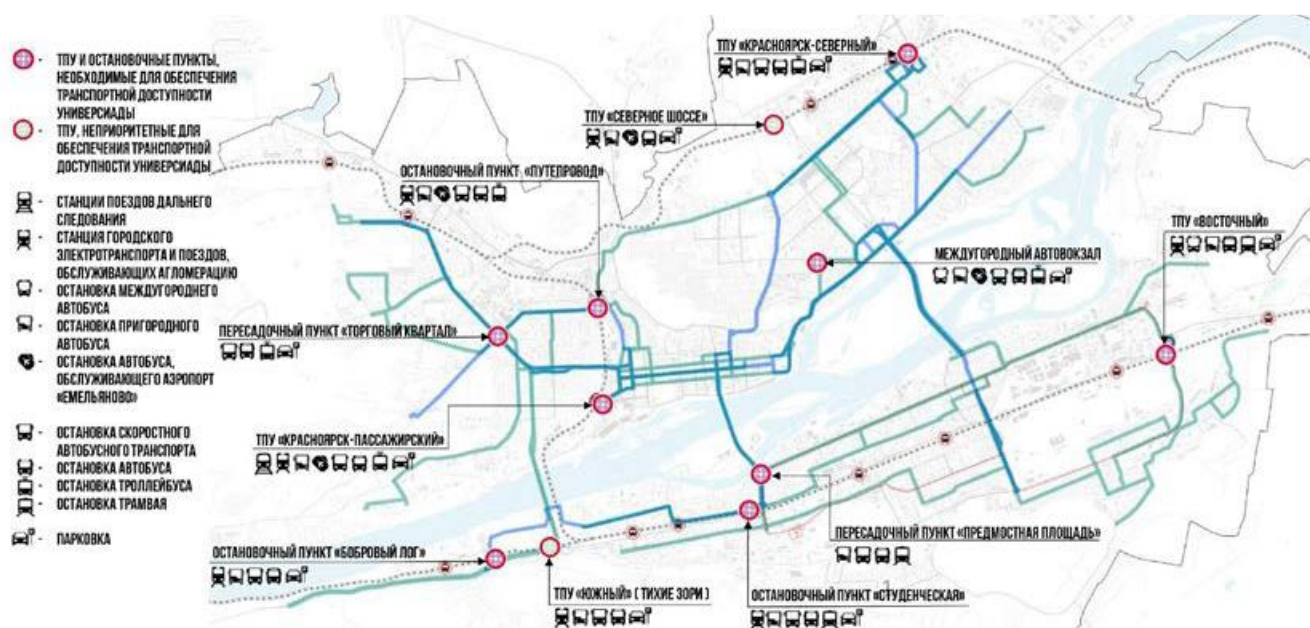 ТПУ И ОСТАНОВОЧНЫЕ ПУНКТЫ,
НЕОБХОДИМЫЕ ДЛЯ ОБЕСПЕЧЕНИЯ
ТРАНСПОРТНОЙ ДОСТУПНОСТИ
УНИВЕРСИАДЫ
ТПУ, НЕПРИОРИТЕТНЫЕ ДЛЯ
ОБЕСПЕЧЕНИЯ ТРАНСПОРТНОЙ
ДОСТУПНОСТИ УНИВЕРСИАДЫ
СТАНЦИИ ПОЕЗДОВ ДАЛЬНЕГО
СЛЕДОВАНИЯ
СТАНЦИЯ ГОРОДСКОГО
ЭЛЕКТРОТРАНСПОРТА И ПОЕЗДОВ,
ОБСЛУЖИВАЮЩИХ АГЛОМЕРАЦИЮ
ОСТАНОВКА МЕЖДУГОРОДНЕГО
АВТОБУСА
ОСТАНОВКА ПРИГОРОДНОГО
АВТОБУСА
ОСТАНОВКА АВТОБУСА,
ОБСЛУЖИВАЮЩЕГО АЭРОПОРТ
«ЕМЕЛЬЯНОВО»
ОСТАНОВКА СКОРОСТНОГО
АВТОБУСНОГО ТРАНСПОРТА
ОСТАНОВКА АВТОБУСА
ОСТАНОВКА ТРОЛЛЕЙБУСА
ОСТАНОВКА ТРАМВАЯ
ПАРКОВКА
ТПУ «КРАСНОЯРСК-СЕВЕРНЫЙ»
ТПУ «СЕВЕРНОЕ ШОССЕ»
ОСТАНОВОЧНЫЙ ПУНКТ «ПУТЕПРОВОД»
ТПУ «ВОСТОЧНЫЙ»
МЕЖДУГОРОДНЫЙ АВТОВОКЗАЛ
ПЕРЕСАДОЧНЫЙ ПУНКТ «ТОРГОВЫЙ КВАРТАЛ»
ТПУ «КРАСНОЯРСК-ПАССАЖИРСКИЙ»
ПЕРЕСАДОЧНЫЙ ПУНКТ «ПРЕДМОСТНАЯ ПЛОЩАДЬ»
ОСТАНОВОЧНЫЙ ПУНКТ «БОБРОВЫЙ ЛОГ»
ТПУ «ЮЖНЫЙ» ( ТИХИЕ ЗОРИ )
ОСТАНОВОЧНЫЙ ПУНКТ «СТУДЕНЧЕСКАЯ»